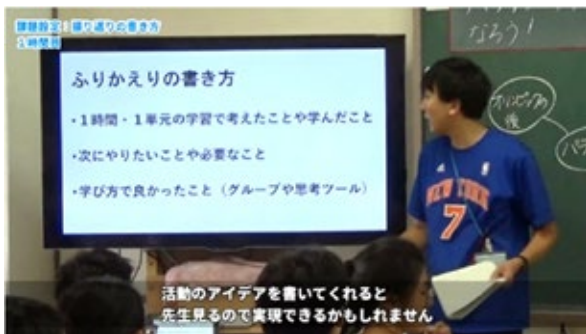 課題設定：振り返りの書き方
1時間目
ふりかえりの書き方
・1時間・1単元の学習で考えたことや学んだこと
・次にやりたいことや必要なこと
・学び方で良かったこと（グループや思考ツール）
なろう！
オリンピックの
後
パラ
NEW YORK
7
活動のアイデアを書いてくれると
先生見るので実現できるかもしれません